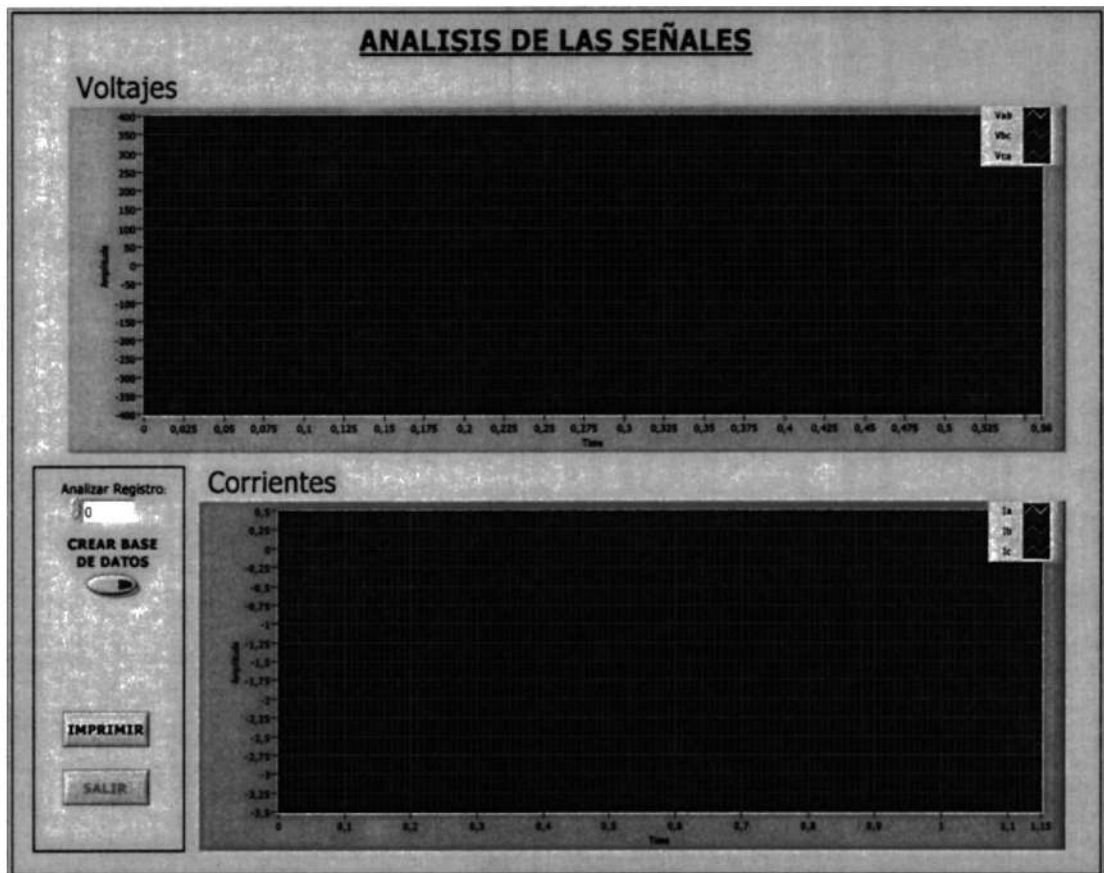 ANALISIS DE LAS SEÑALES
Voltajes
Vab
Vbc
Vca
400
350
300
250
200
150
100
50
0
-50
-100
-150
-200
-250
-300
-350
-400
Amplitude
0 0,025 0,05 0,075 0,1 0,125 0,15 0,175 0,2 0,225 0,25 0,275 0,3 0,325 0,35 0,375 0,4 0,425 0,45 0,475 0,5 0,525 0,56
Time
Analizar Registro:
0
CREAR BASE
DE DATOS
IMPRIMIR
SALIR
Corrientes
Ia
Ib
Ic
0,5
0,25
0
-0,25
-0,5
-0,75
-1
-1,25
-1,5
-1,75
-2
-2,25
-2,5
-2,75
-3
-3,25
-3,5
Amplitude
0 0,1 0,2 0,3 0,4 0,5 0,6 0,7 0,8 0,9 1 1,1 1,15
Time